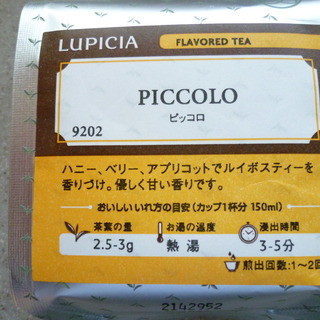 LUPICIA
FLAVORED TEA
PICCOLO
ピッコロ
9202
ハニー、ベリー、アプリコットでルイボスティーを
香りづけ。優しく甘い香りです。
おいしいいれ方の目安 (カップ1杯分 150ml)
茶葉の量 お湯の温度 浸出時間
2.5-3g 熱湯 3-5分
煎出回数:1~2回
2142952